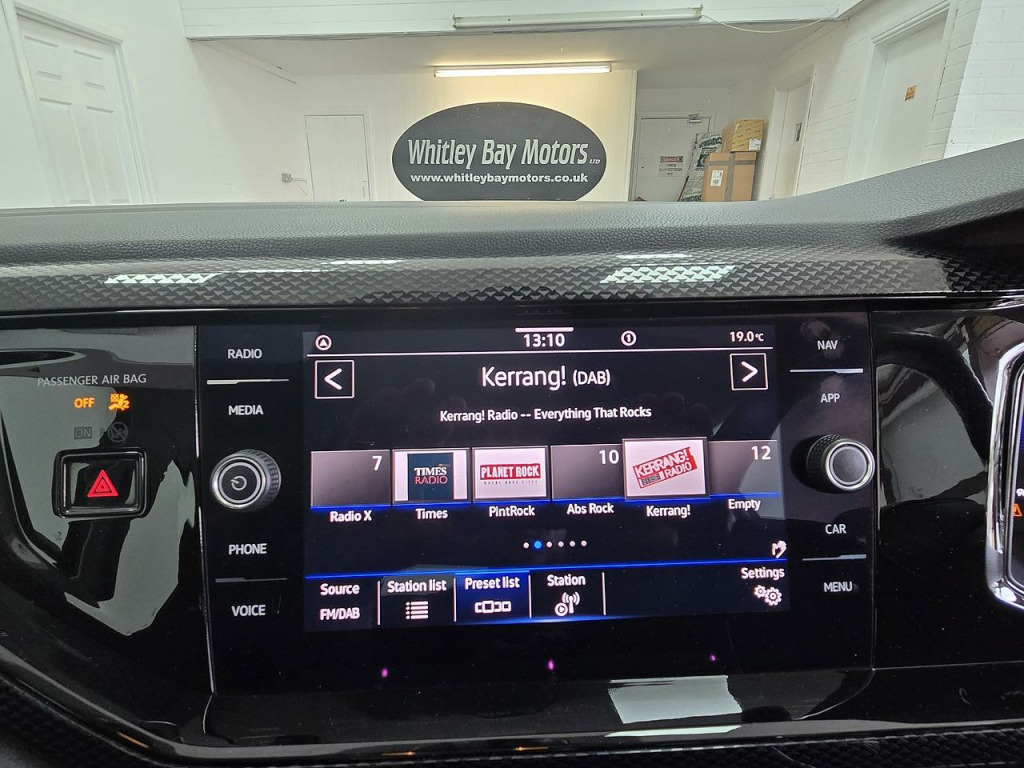 Whitley Bay Motors LTD
www.whitleybaymotors.co.uk
PASSENGER AIR BAG
OFF
ON
RADIO
MEDIA
PHONE
VOICE
13:10
1
19.0°C
< Kerrang! (DAB) >
Kerrang! Radio -- Everything That Rocks
7
TIMES RADIO
PLANET ROCK
10
KERRANG! RADIO
12
Radio X
Times
PlntRock
Abs Rock
Kerrang!
Empty
Source
Station list
Preset list
Station
Settings
FM/DAB
NAV
APP
CAR
MENU